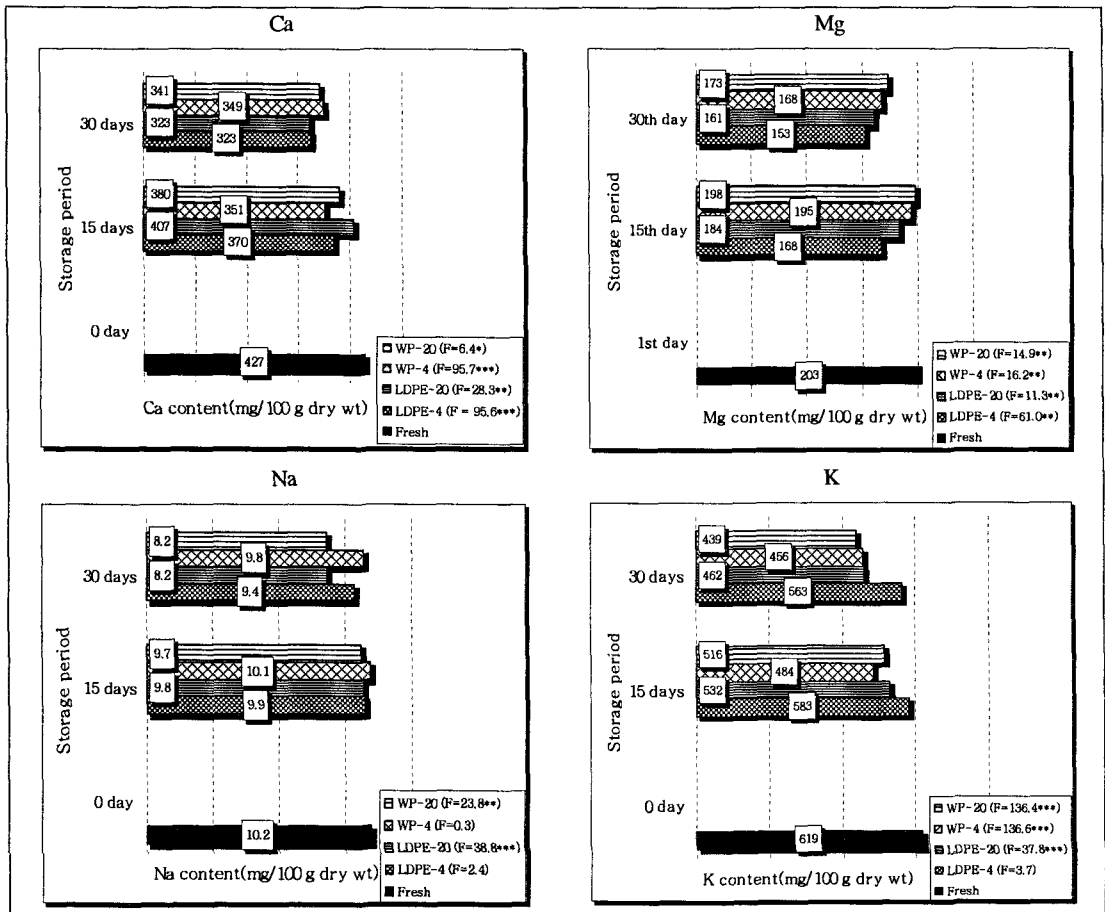 Ca
Storage period
30 days
341
349
323
323
15 days
380
351
407
370
0 day
427
Ca content(mg/100 g dry wt)
WP-20 (F=6.4*)
WP-4 (F=95.7***)
LDPE-20 (F=28.3**)
LDPE-4 (F = 95.6***)
Fresh
Mg
Storage period
30th day
173
168
161
153
15th day
198
195
184
168
1st day
203
Mg content(mg/100 g dry wt)
WP-20 (F=14.9**)
WP-4 (F=16.2**)
LDPE-20 (F=11.3**)
LDPE-4 (F=61.0**)
Fresh
Na
Storage period
30 days
8.2
9.8
8.2
9.4
15 days
9.7
10.1
9.8
9.9
0 day
10.2
Na content(mg/100 g dry wt)
WP-20 (F=23.8**)
WP-4 (F=0.3)
LDPE-20 (F=38.8***)
LDPE-4 (F=2.4)
Fresh
K
Storage period
30 days
439
456
462
563
15 days
516
484
532
583
0 day
619
K content(mg/100 g dry wt)
WP-20 (F=136.4***)
WP-4 (F=136.6***)
LDPE-20 (F=37.8***)
LDPE-4 (F=3.7)
Fresh